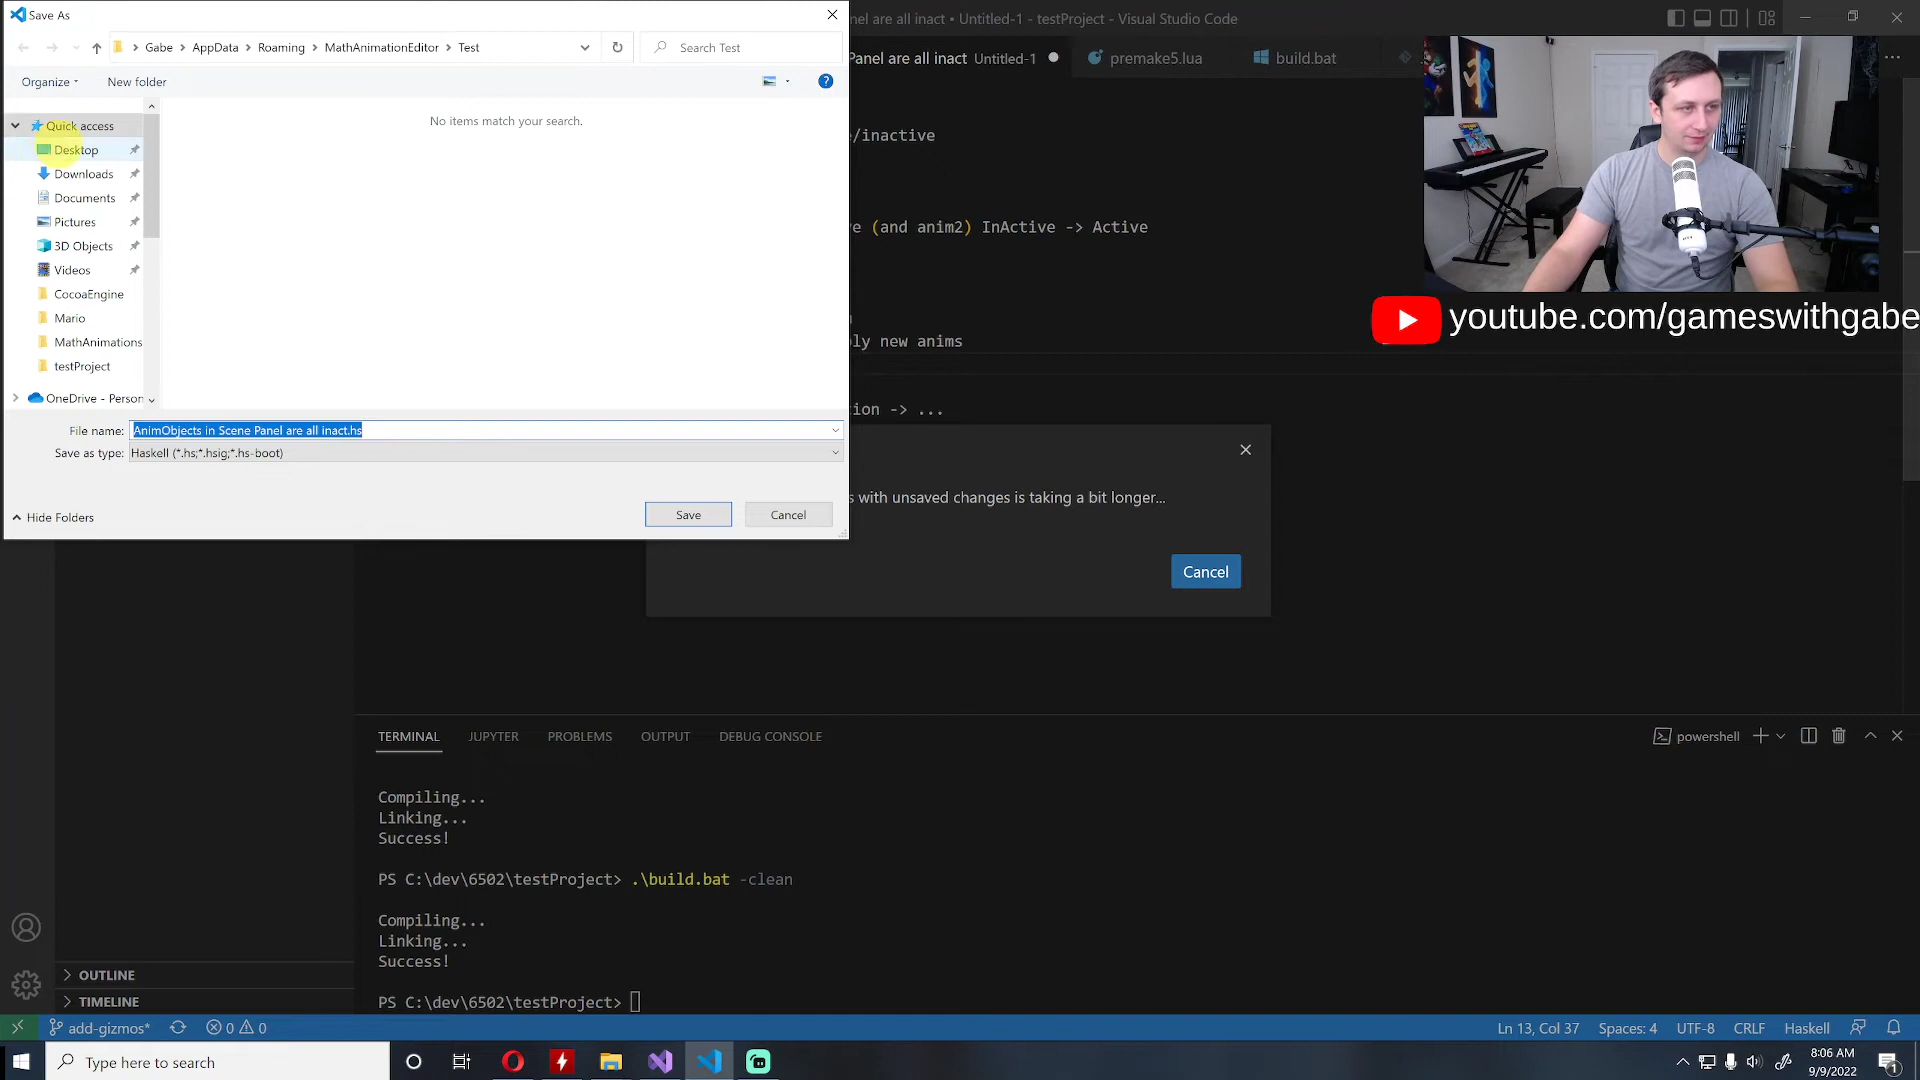 Save As
nel are all inact • Untitled-1 - testProject - Visual Studio Code
Gabe > AppData > Roaming > MathAnimationEditor > Test
Search Test
Panel are all inact Untitled-1
premake5.lua
build.bat
Organize
New folder
No items match your search.
Quick access
Desktop
Downloads
Documents
Pictures
3D Objects
Videos
CocoaEngine
Mario
MathAnimations
testProject
OneDrive - Person
e/inactive
ve (and anim2) InActive -> Active
ly new anims
ion -> ...
youtube.com/gameswithgabe
File name: AnimObjects in Scene Panel are all inact.hs
Save as type: Haskell (*.hs;*.hsig;*.hs-boot)
Hide Folders
Save
Cancel
s with unsaved changes is taking a bit longer...
Cancel
TERMINAL
JUPYTER
PROBLEMS
OUTPUT
DEBUG CONSOLE
powershell
Compiling...
Linking...
Success!
PS C:\dev\6502\testProject> .\build.bat -clean
Compiling...
Linking...
Success!
PS C:\dev\6502\testProject>
OUTLINE
TIMELINE
add-gizmos*
0
0
Ln 13, Col 37
Spaces: 4
UTF-8
CRLF
Haskell
Type here to search
8:06 AM
9/9/2022
1